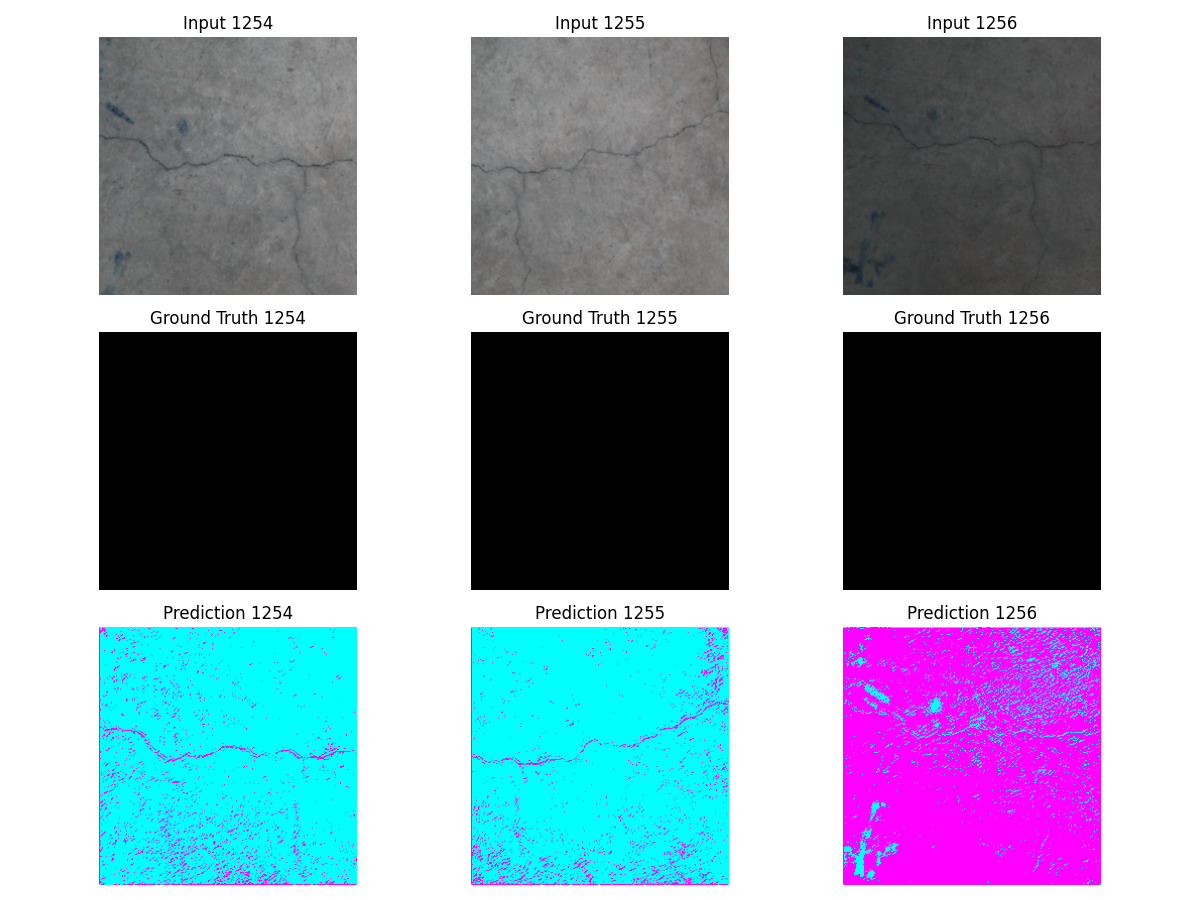 Input 1254
Input 1255
Input 1256
Ground Truth 1254
Ground Truth 1255
Ground Truth 1256
Prediction 1254
Prediction 1255
Prediction 1256